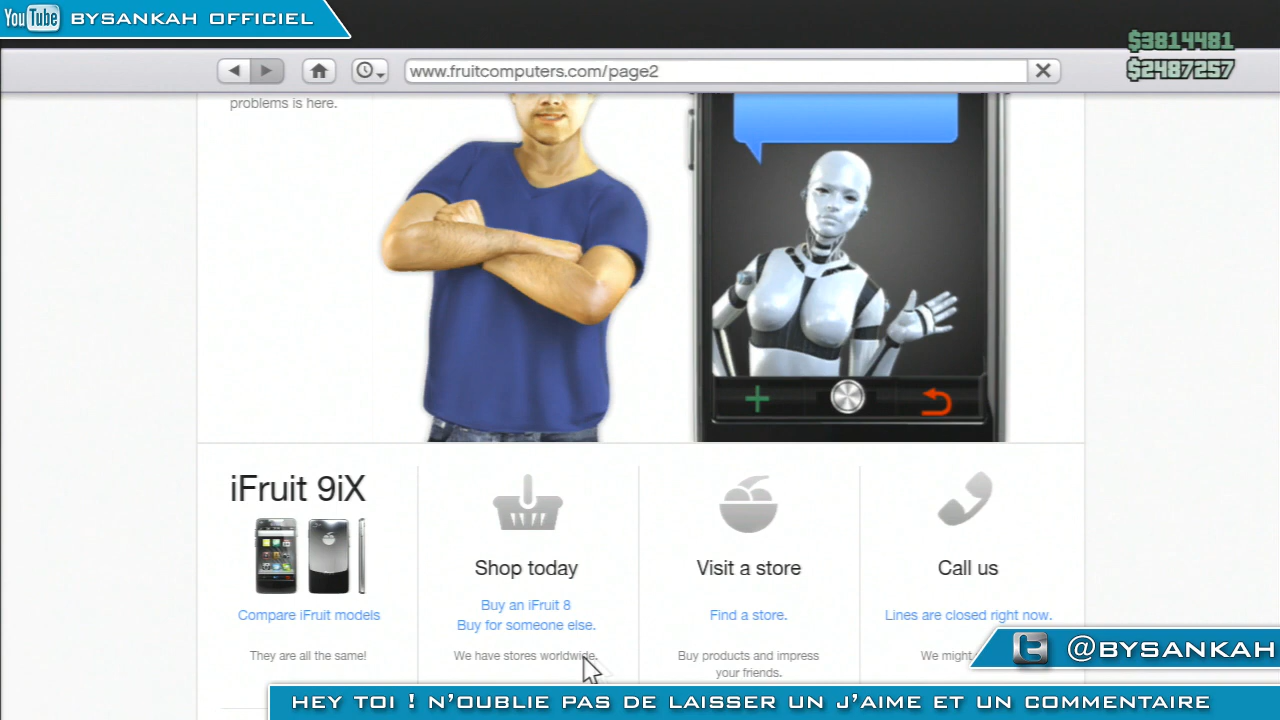 YouTube BYSANKAH OFFICIEL
$3814481
$2487257
www.fruitcomputers.com/page2
problems is here.
iFruit 9iX
Compare iFruit models
They are all the same!
Shop today
Buy an iFruit 8
Buy for someone else.
We have stores worldwide.
Visit a store
Find a store.
Buy products and impress
your friends.
Call us
Lines are closed right now.
We might
@BYSANKAH
HEY TOI ! N'OUBLIE PAS DE LAISSER UN J'AIME ET UN COMMENTAIRE